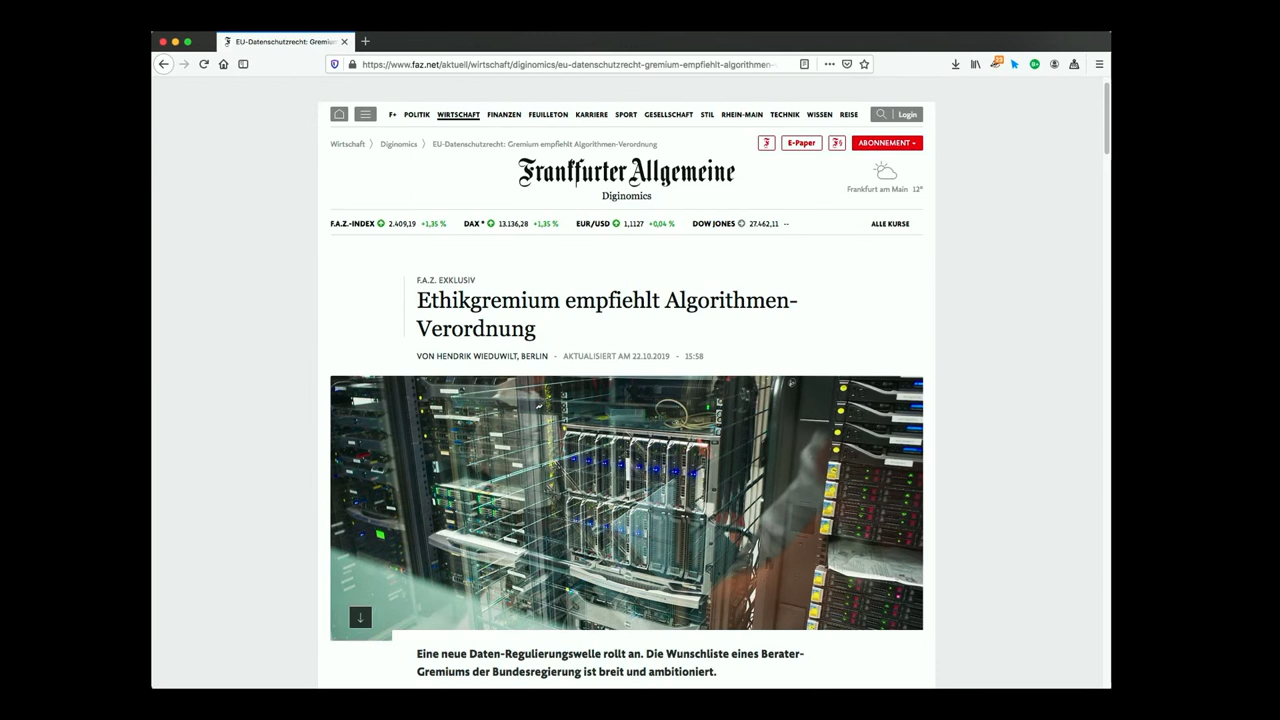 EU-Datenschutzrecht: Gremium
https://www.faz.net/aktuell/wirtschaft/diginomics/eu-datenschutzrecht-gremium-empfiehlt-algorithmen-
F+ POLITIK WIRTSCHAFT FINANZEN FEUILLETON KARRIERE SPORT GESELLSCHAFT STIL RHEIN-MAIN TECHNIK WISSEN REISE Login
Wirtschaft Diginomics EU-Datenschutzrecht: Gremium empfiehlt Algorithmen-Verordnung E-Paper ABONNEMENT
Frankfurter Allgemeine
Diginomics
Frankfurt am Main 12°
F.A.Z.-INDEX 2.409,19 +1,35 % DAX * 13.136,28 +1,35 % EUR/USD 1,1127 +0,04 % DOW JONES 27.462,11 -- ALLE KURSE
F.A.Z. EXKLUSIV
Ethikgremium empfiehlt Algorithmen-
Verordnung
VON HENDRIK WIEDUWILT, BERLIN - AKTUALISIERT AM 22.10.2019 - 15:58
Eine neue Daten-Regulierungswelle rollt an. Die Wunschliste eines Berater-
Gremiums der Bundesregierung ist breit und ambitioniert.